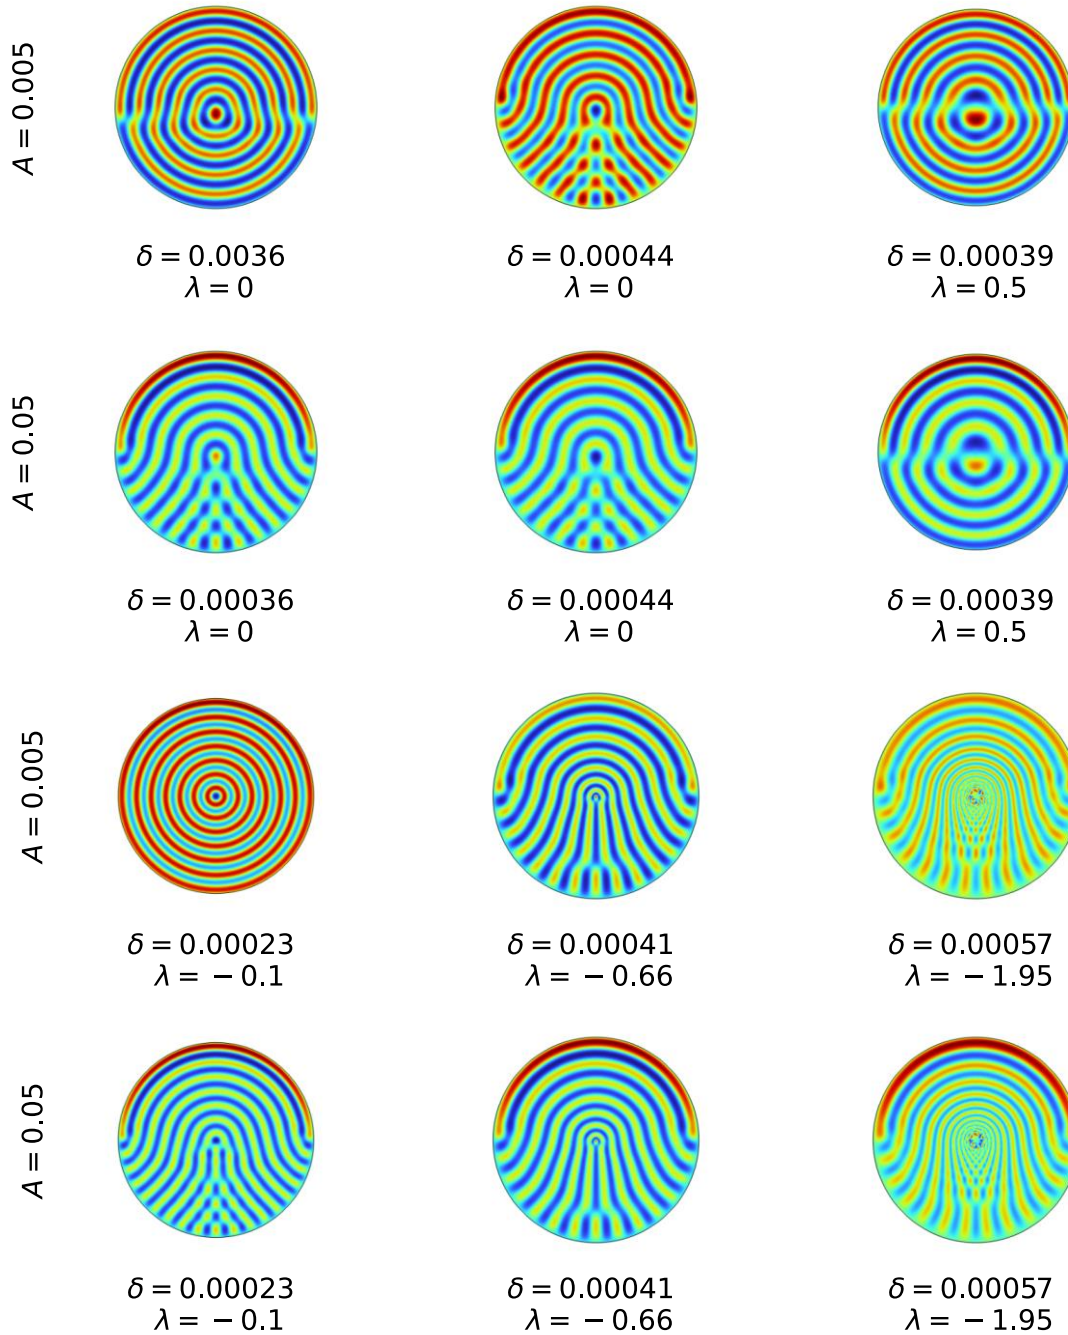 A = 0.005
δ = 0.0036
λ = 0
δ = 0.00044
λ = 0
δ = 0.00039
λ = 0.5
A = 0.05
δ = 0.00036
λ = 0
δ = 0.00044
λ = 0
δ = 0.00039
λ = 0.5
A = 0.005
δ = 0.00023
λ = −0.1
δ = 0.00041
λ = −0.66
δ = 0.00057
λ = −1.95
A = 0.05
δ = 0.00023
λ = −0.1
δ = 0.00041
λ = −0.66
δ = 0.00057
λ = −1.95